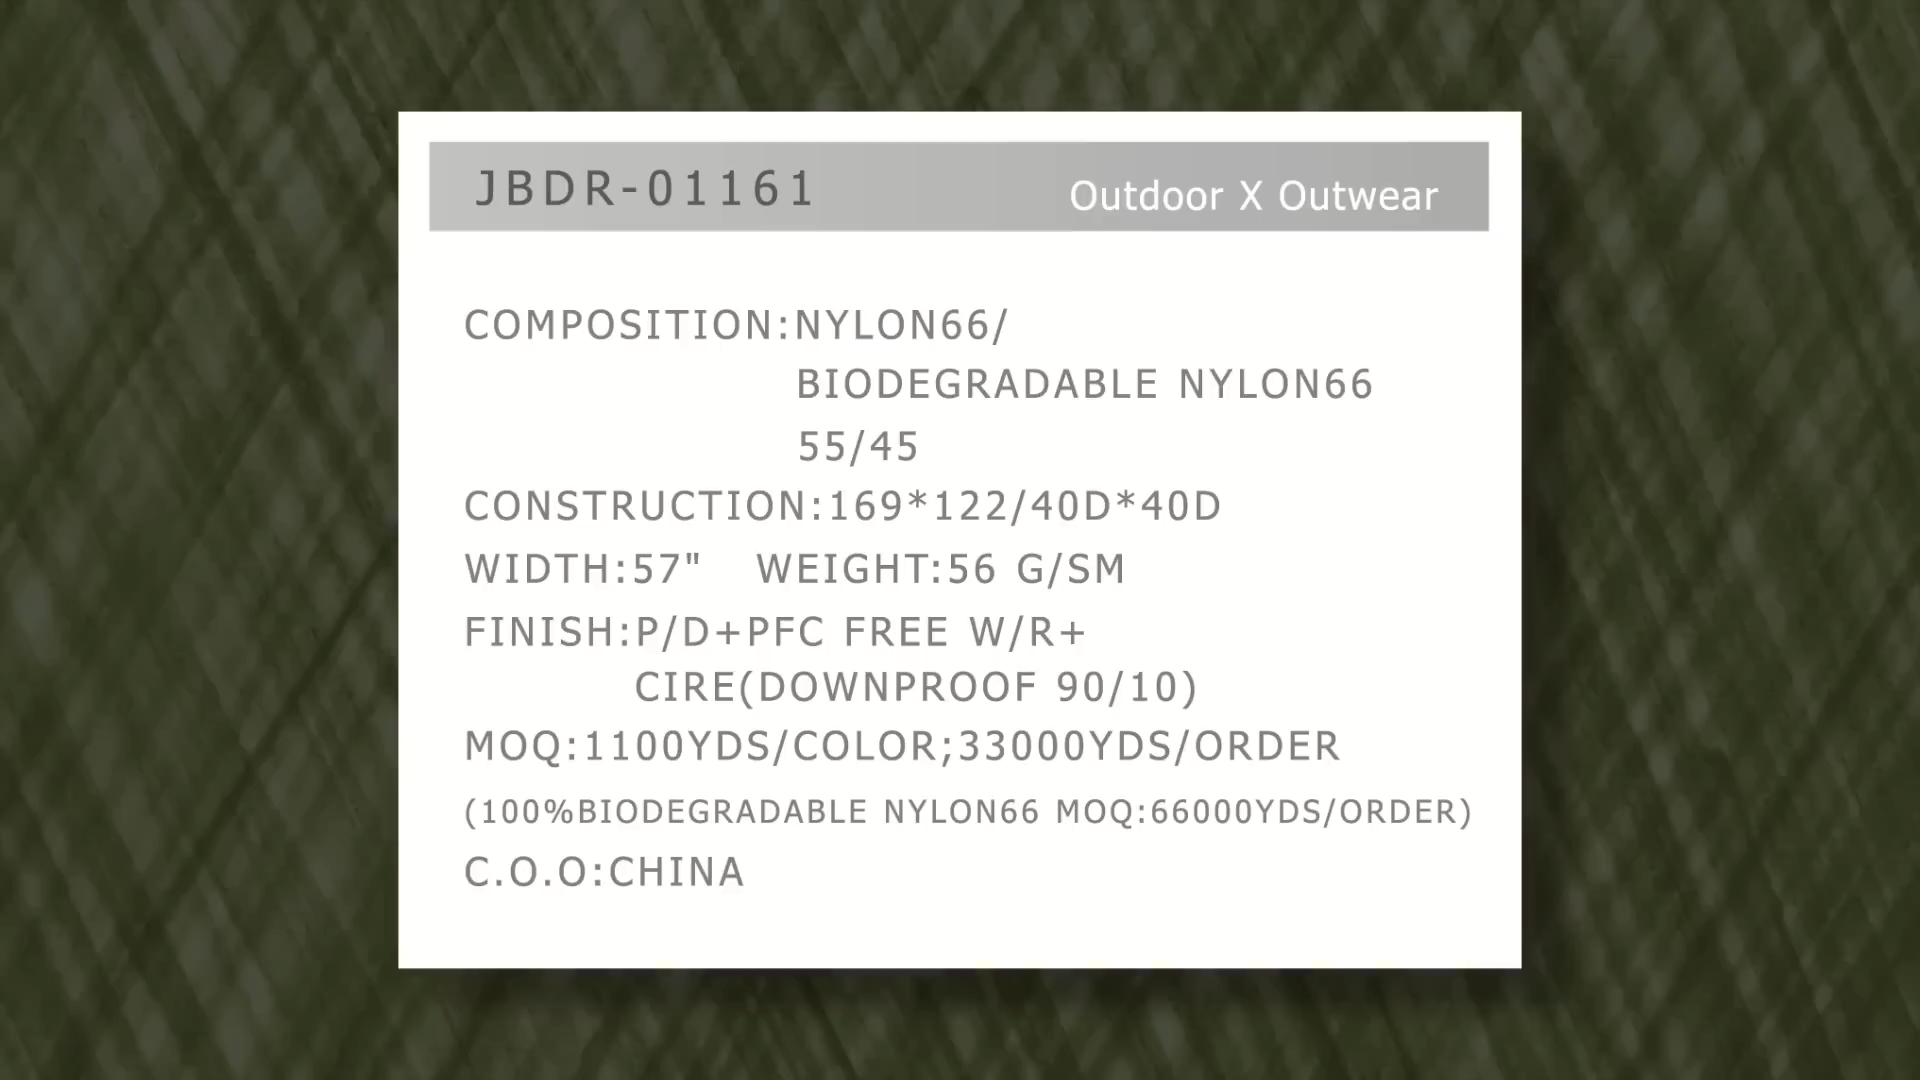 JBDR-01161 Outdoor X Outwear
COMPOSITION:NYLON66/
BIODEGRADABLE NYLON66
55/45
CONSTRUCTION:169*122/40D*40D
WIDTH:57" WEIGHT:56 G/SM
FINISH:P/D+PFC FREE W/R+
CIRE(DOWNPROOF 90/10)
MOQ:1100YDS/COLOR;33000YDS/ORDER
(100%BIODEGRADABLE NYLON66 MOQ:66000YDS/ORDER)
C.O.O:CHINA